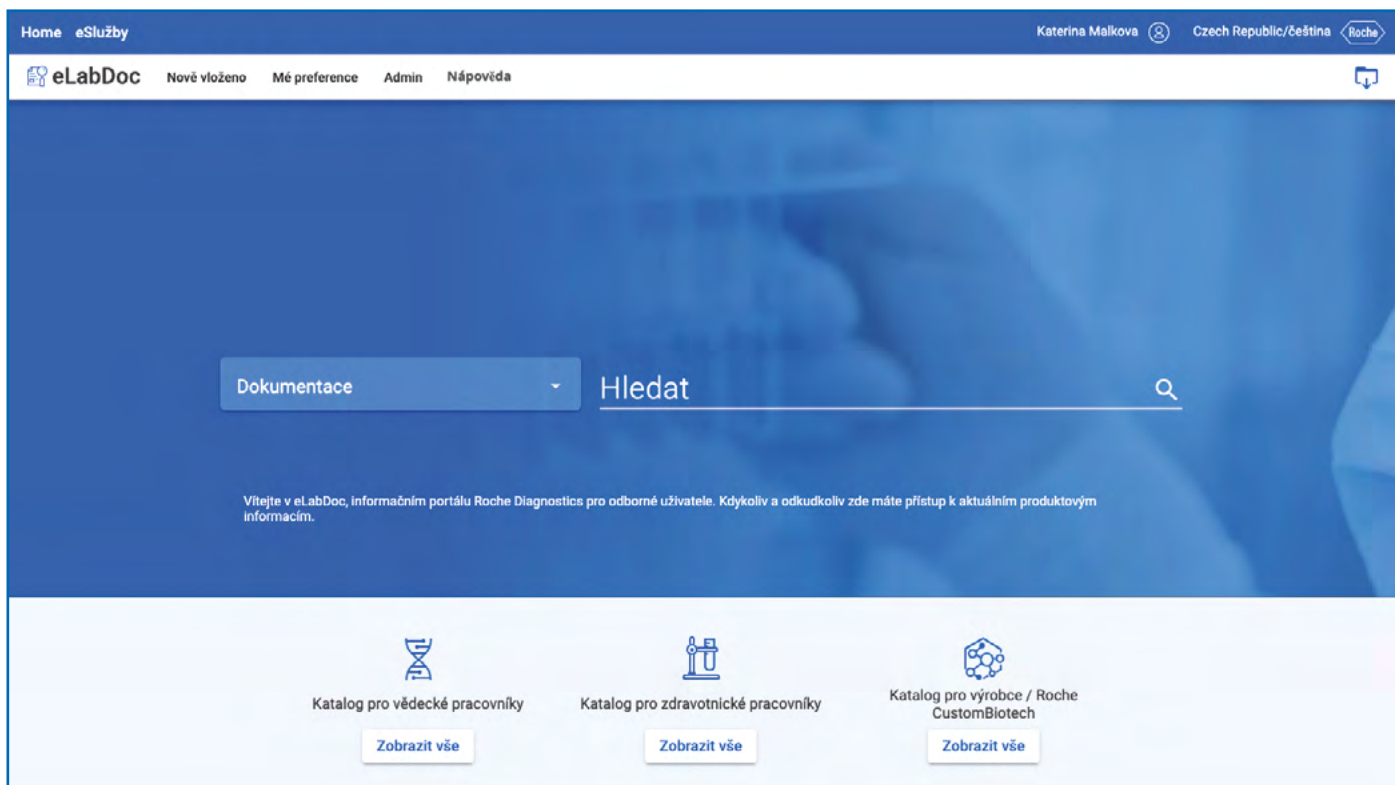 Home eSlužby Katerina Malkova Czech Republic/čeština Roche
eLabDoc Nově vloženo Mé preference Admin Nápověda
Dokumentace Hledat
Vítejte v eLabDoc, informačním portálu Roche Diagnostics pro odborné uživatele. Kdykoliv a odkudkoliv zde máte přístup k aktuálním produktovým
informacím.
Katalog pro vědecké pracovníky
Zobrazit vše
Katalog pro zdravotnické pracovníky
Zobrazit vše
Katalog pro výrobce / Roche
CustomBiotech
Zobrazit vše